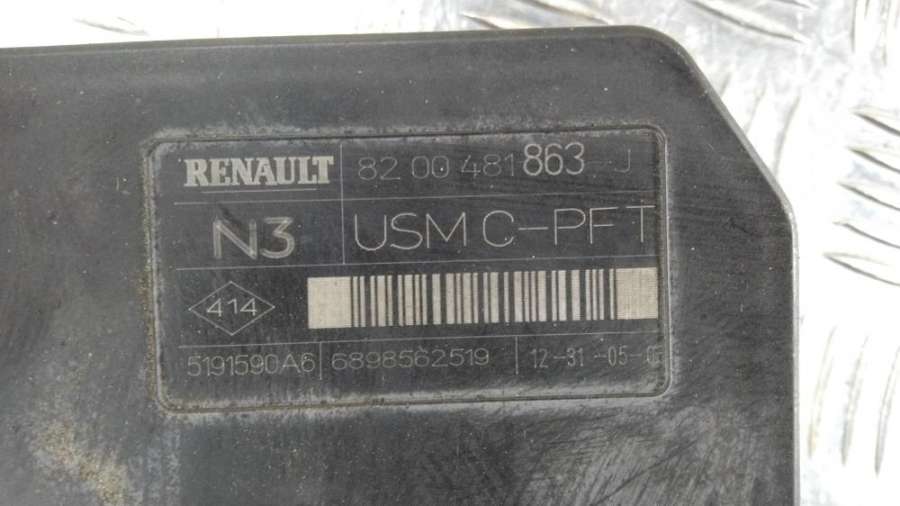 RENAULT 82 00 481 863 - J
N3 USM C-PFT
414
5191590A6 6898562519 12-31-05-0